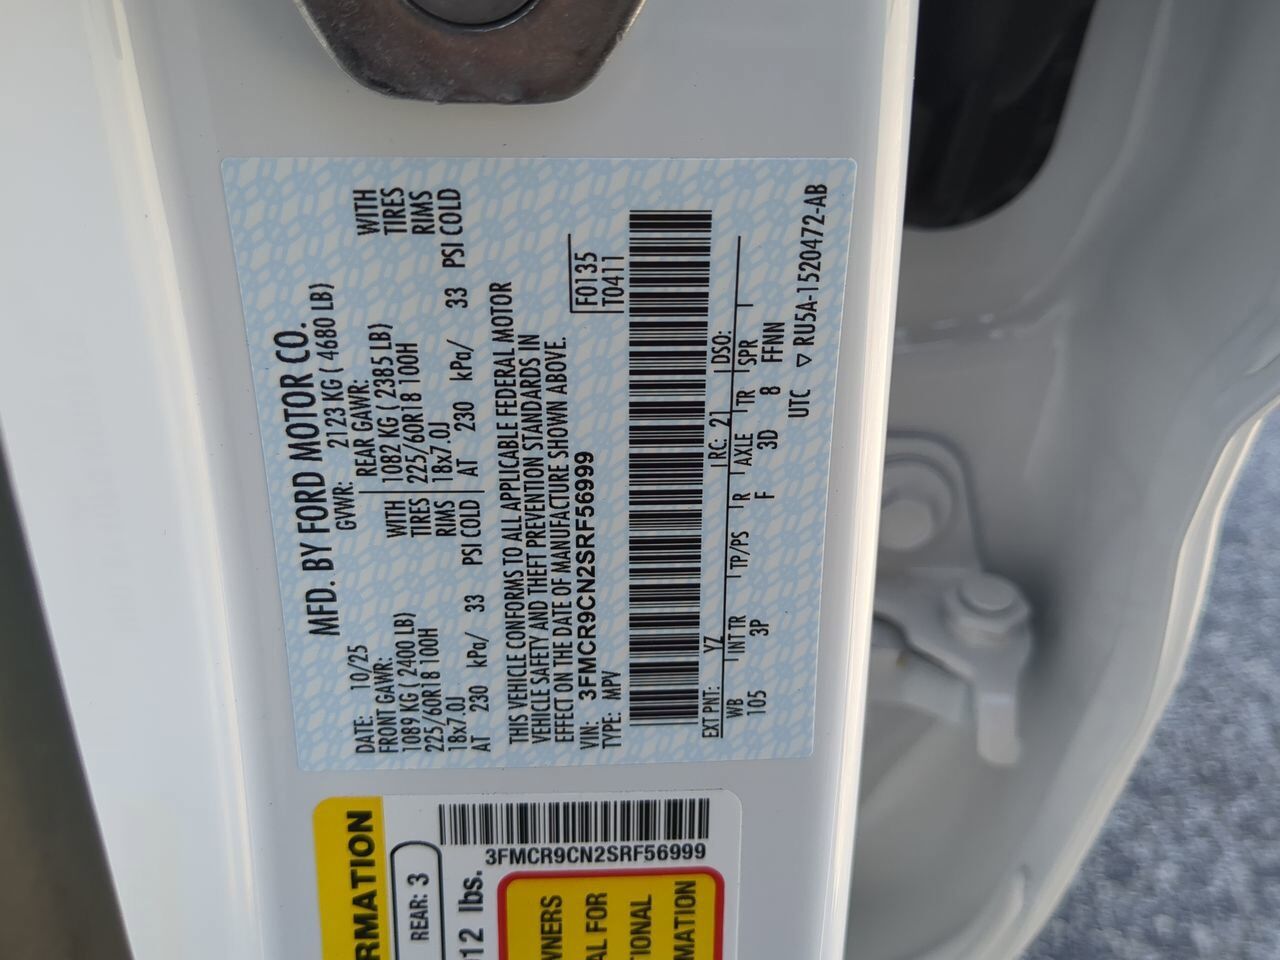 MFD. BY FORD MOTOR CO.
DATE: 10/25 GVWR: 2123 KG ( 4680 LB)
FRONT GAWR: REAR GAWR:
1089 KG ( 2400 LB) WITH 1082 KG ( 2385 LB) WITH
225/60R18 100H TIRES 225/60R18 100H TIRES
18x7.0J RIMS 18x7.0J RIMS
AT 230 kPa/ 33 PSI COLD AT 230 kPa/ 33 PSI COLD
THIS VEHICLE CONFORMS TO ALL APPLICABLE FEDERAL MOTOR
VEHICLE SAFETY AND THEFT PREVENTION STANDARDS IN
EFFECT ON THE DATE OF MANUFACTURE SHOWN ABOVE.
VIN: 3FMCR9CN2SRF56999 F0135
TYPE: MPV T0411
EXT PNT: YZ RC: 21 DSO:
WB INT TR TP/PS R AXLE TR SPR
105 3P F 3D 8 FFNN
UTC ▽ RU5A-1520472-AB
3FMCR9CN2SRF56999
RMATION
REAR: 3
lbs.
WNERS
AL FOR
TIONAL
MATION